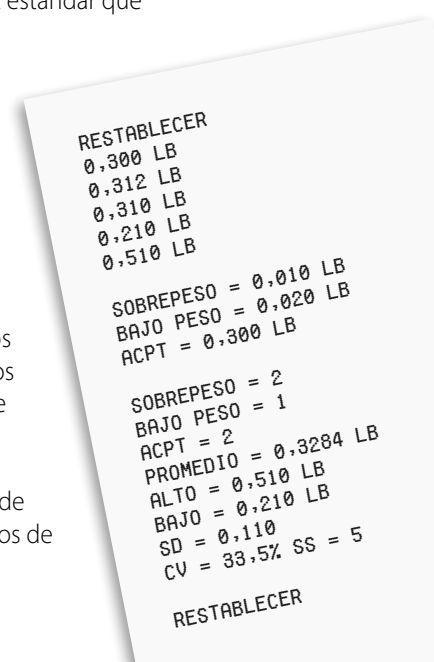 estándar que
RESTABLECER
0,300 LB
0,312 LB
0,310 LB
0,210 LB
0,510 LB
SOBREPESO = 0,010 LB
BAJO PESO = 0,020 LB
ACPT = 0,300 LB
SOBREPESO = 2
BAJO PESO = 1
ACPT = 2
PROMEDIO = 0,3284 LB
ALTO = 0,510 LB
BAJO = 0,210 LB
SD = 0,110
CV = 33,5% SS = 5
RESTABLECER
de
os de